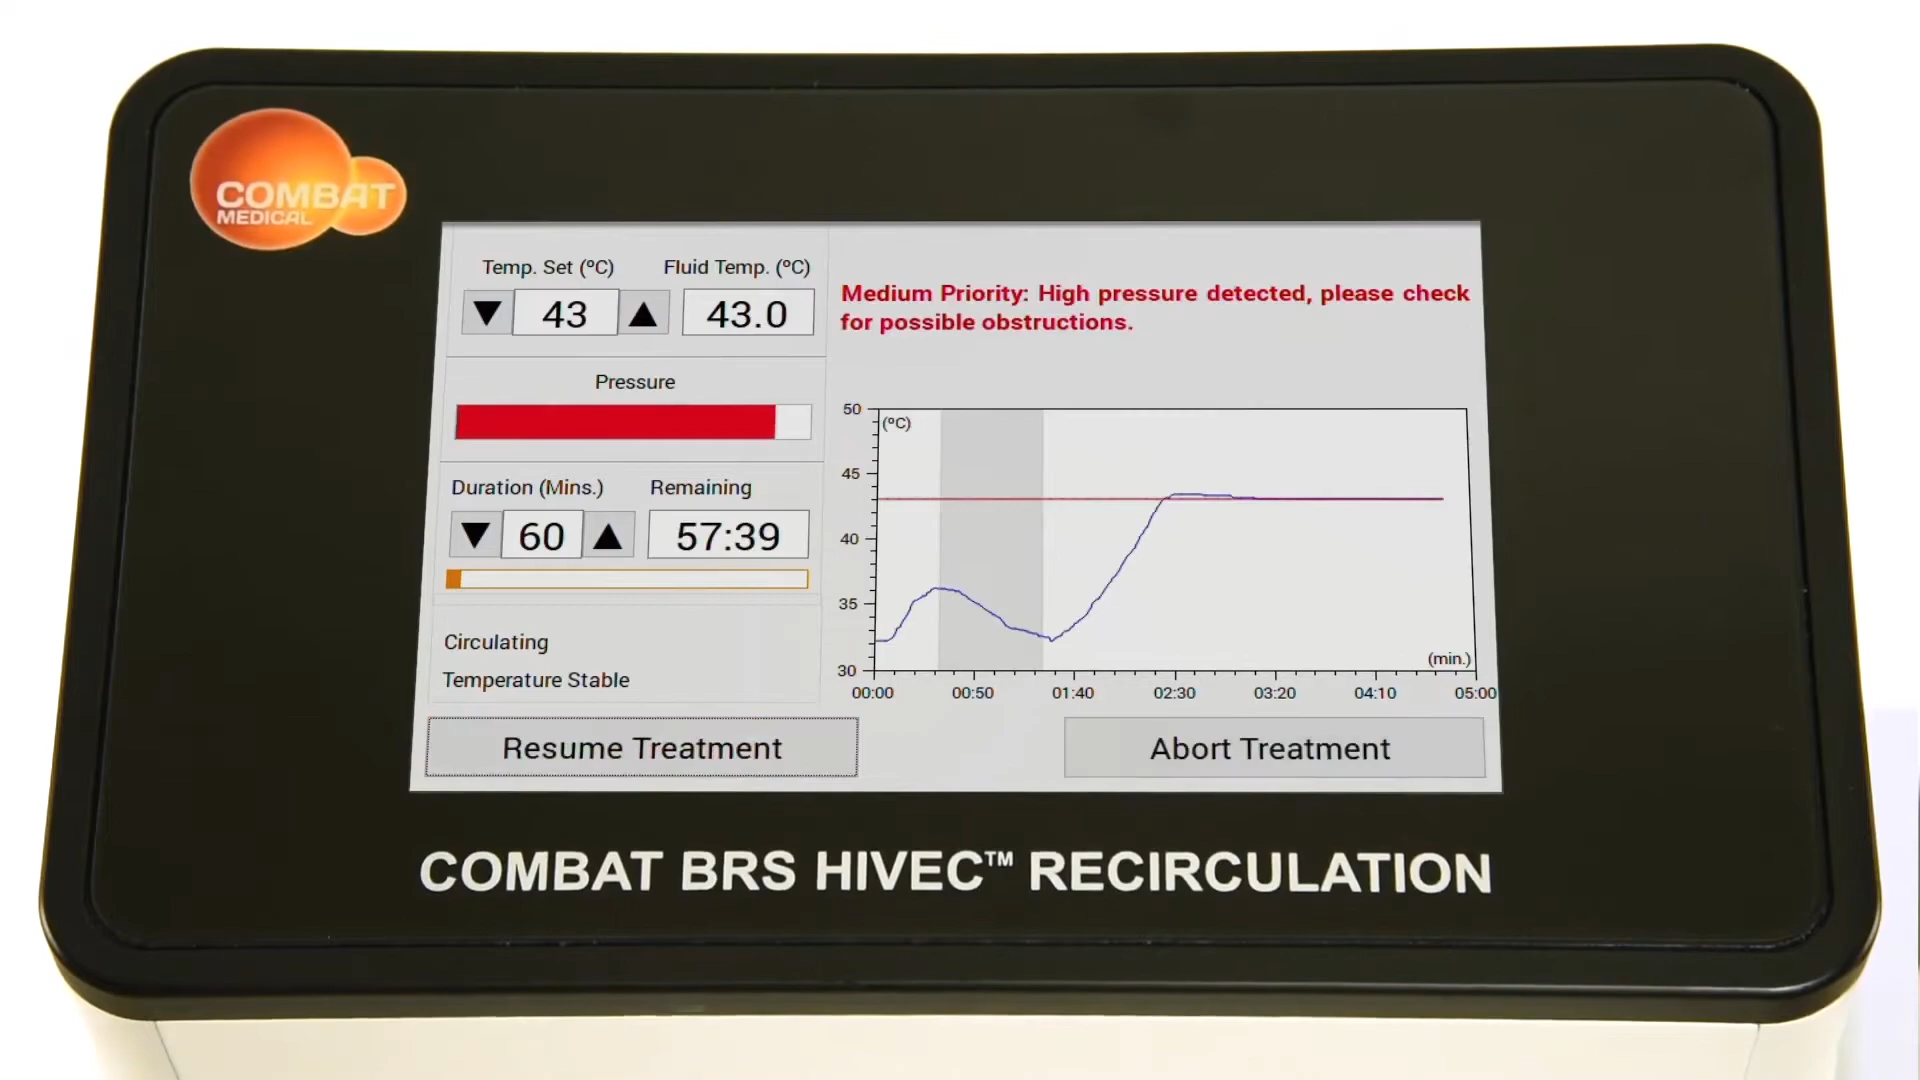 COMBAT
MEDICAL
Temp. Set (ºC)
Fluid Temp. (ºC)
▼ 43 ▲
43.0
Medium Priority: High pressure detected, please check
for possible obstructions.
Pressure
Duration (Mins.)
Remaining
▼ 60 ▲
57:39
Circulating
Temperature Stable
50
(ºC)
45
40
35
30
(min.)
00:00 00:50 01:40 02:30 03:20 04:10 05:00
Resume Treatment
Abort Treatment
COMBAT BRS HIVEC™ RECIRCULATION